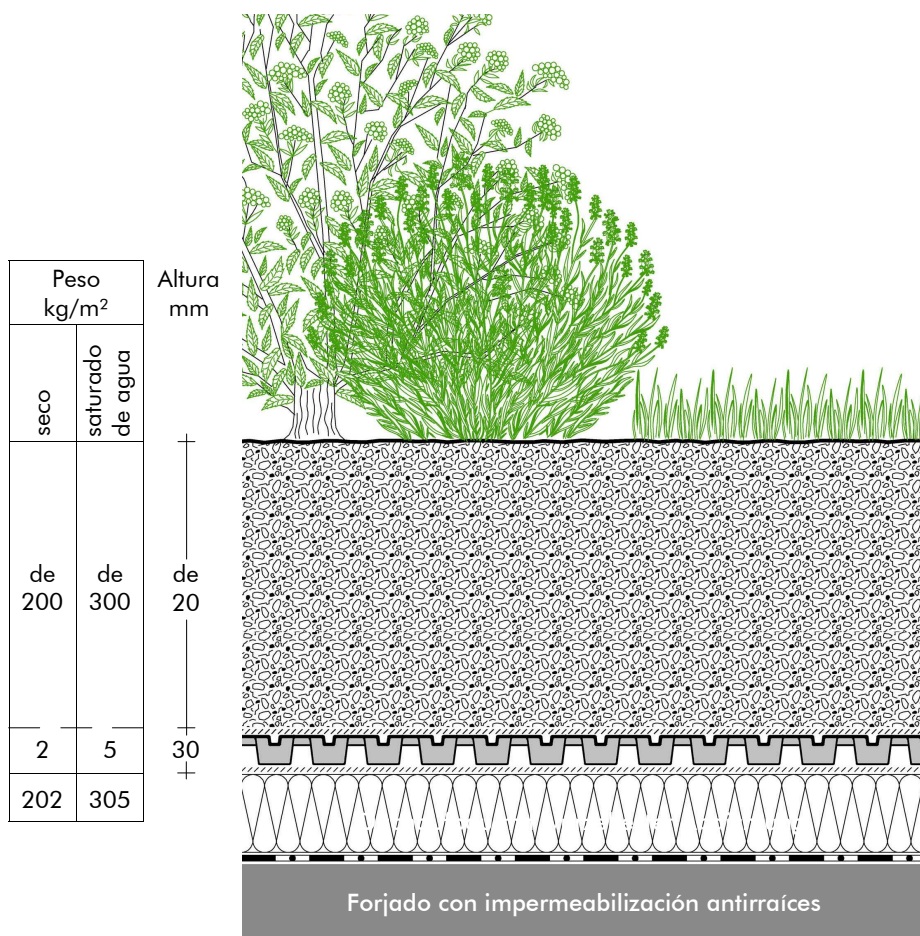 Peso
kg/m²
Altura
mm
seco
saturado
de agua
de
200
de
300
de
20
2
5
30
202
305
Forjado con impermeabilización antirraíces